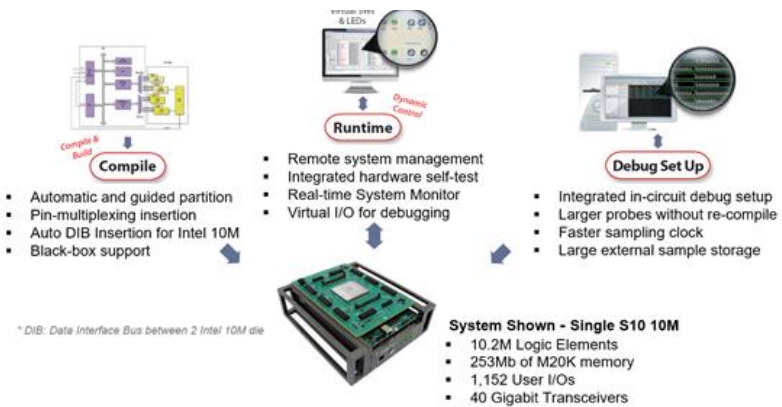 Virtual SWs
& LEDs
Dynamic
Control
Compile &
Build
Compile
Runtime
Debug Set Up
▪ Automatic and guided partition
▪ Pin-multiplexing insertion
▪ Auto DIB Insertion for Intel 10M
▪ Black-box support
▪ Remote system management
▪ Integrated hardware self-test
▪ Real-time System Monitor
▪ Virtual I/O for debugging
▪ Integrated in-circuit debug setup
▪ Larger probes without re-compile
▪ Faster sampling clock
▪ Large external sample storage
* DIB: Data Interface Bus between 2 Intel 10M die
System Shown - Single S10 10M
▪ 10.2M Logic Elements
▪ 253Mb of M20K memory
▪ 1,152 User I/Os
▪ 40 Gigabit Transceivers